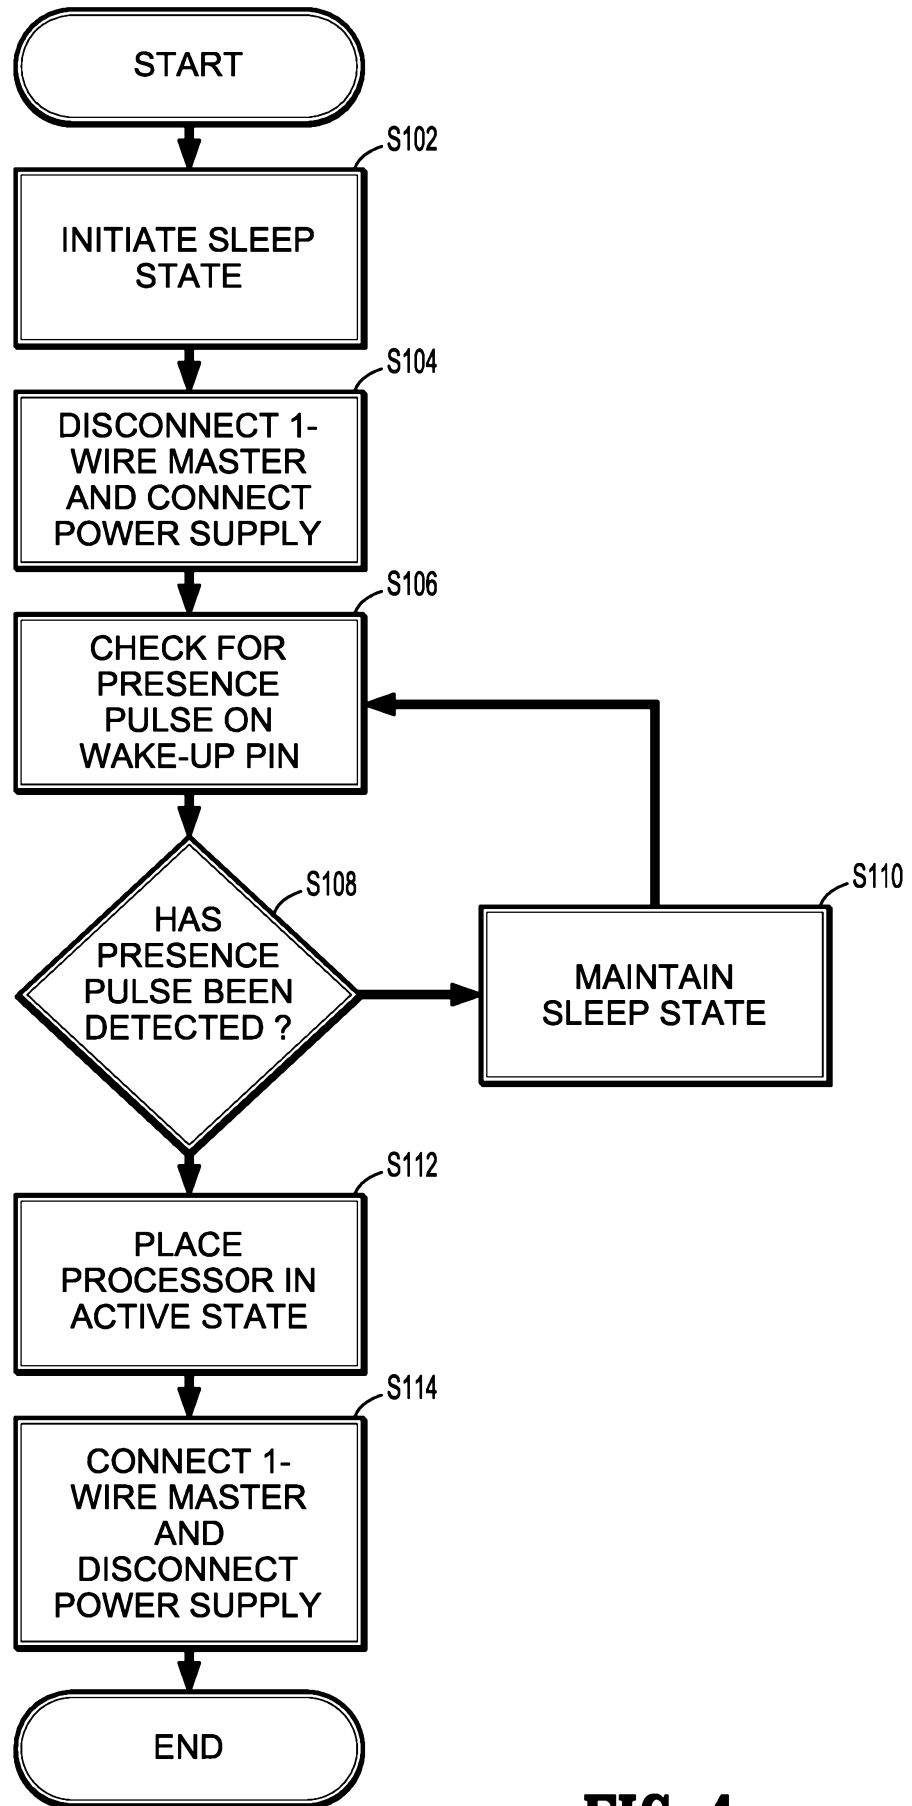 START
S102
INITIATE SLEEP
STATE
S104
DISCONNECT 1-
WIRE MASTER
AND CONNECT
POWER SUPPLY
S106
CHECK FOR
PRESENCE
PULSE ON
WAKE-UP PIN
S108
HAS
PRESENCE
PULSE BEEN
DETECTED ?
S110
MAINTAIN
SLEEP STATE
S112
PLACE
PROCESSOR IN
ACTIVE STATE
S114
CONNECT 1-
WIRE MASTER
AND
DISCONNECT
POWER SUPPLY
END